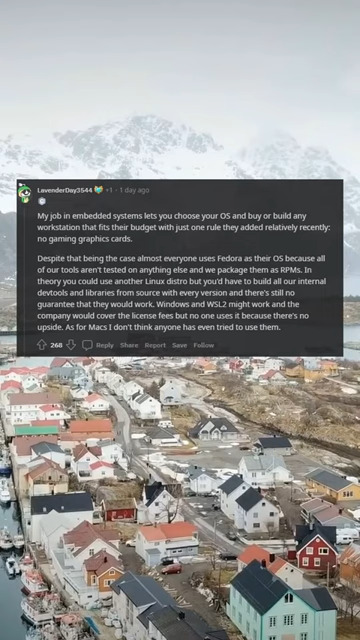 LavenderDay3544 +1 · 1 day ago
My job in embedded systems lets you choose your OS and buy or build any
workstation that fits their budget with just one rule they added relatively recently:
no gaming graphics cards.
Despite that being the case almost everyone uses Fedora as their OS because all
of our tools aren't tested on anything else and we package them as RPMs. In
theory you could use another Linux distro but you'd have to build all our internal
devtools and libraries from source with every version and there's still no
guarantee that they would work. Windows and WSL2 might work and the
company would cover the license fees but no one uses it because there's no
upside. As for Macs I don't think anyone has even tried to use them.
268 Reply Share Report Save Follow